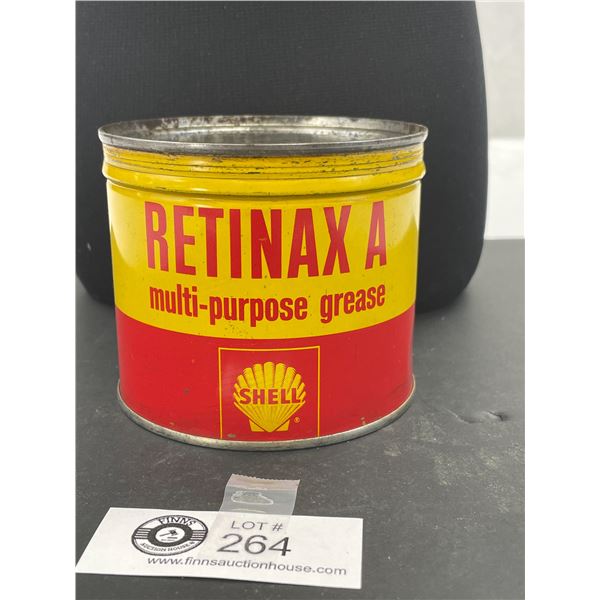 RETINAX A
multi-purpose grease
SHELL
®
FINNS
AUCTION HOUSE
LOT #
264
www.finnsauctionhouse.com